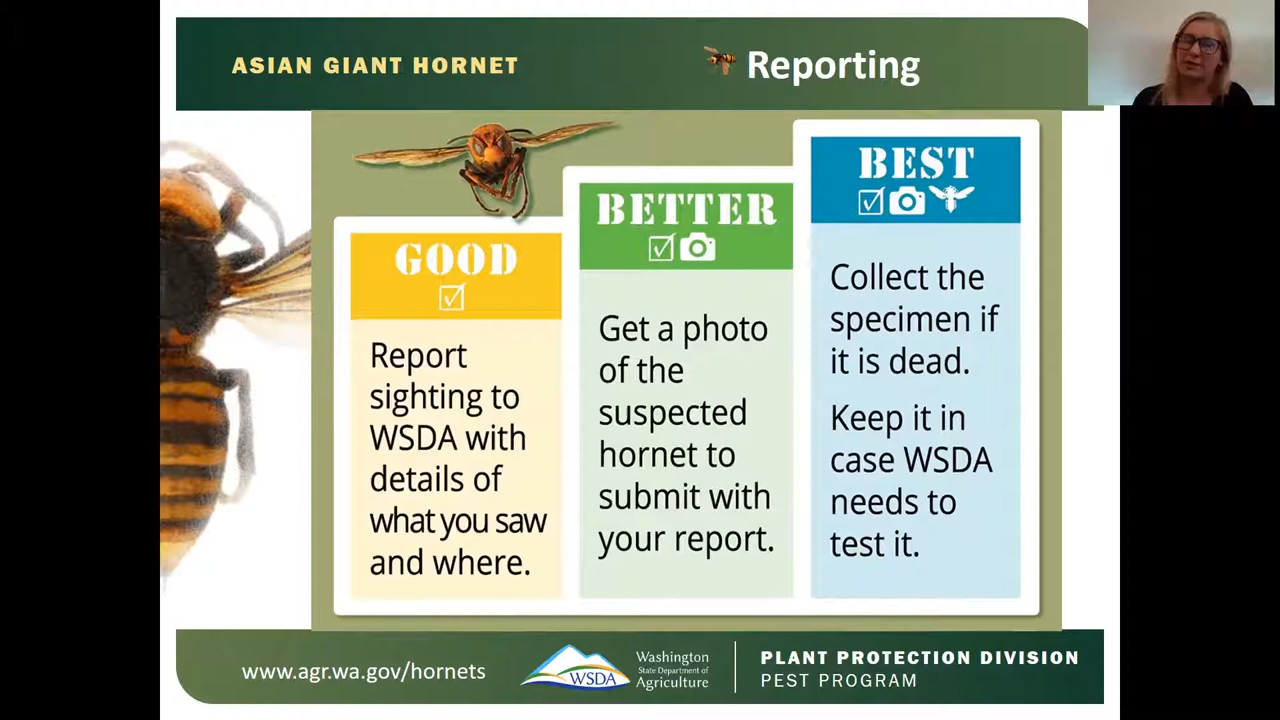 ASIAN GIANT HORNET
Reporting
GOOD
Report
sighting to
WSDA with
details of
what you saw
and where.
BETTER
Get a photo
of the
suspected
hornet to
submit with
your report.
BEST
Collect the
specimen if
it is dead.
Keep it in
case WSDA
needs to
test it.
www.agr.wa.gov/hornets
WSDA
Washington
State Department of
Agriculture
PLANT PROTECTION DIVISION
PEST PROGRAM